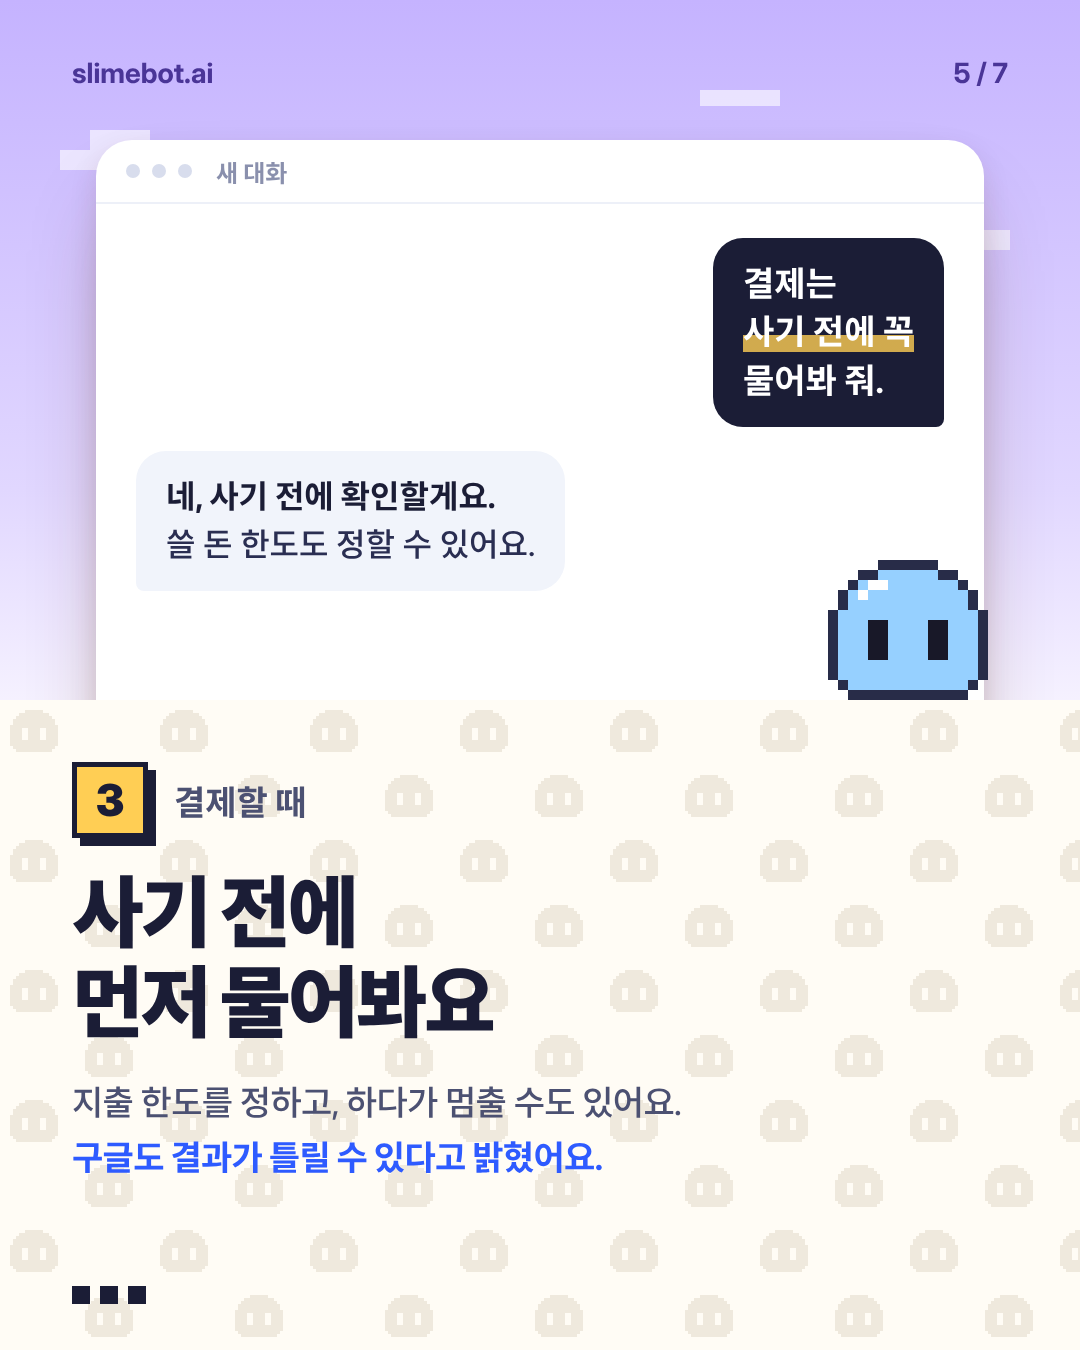 slimebot.ai
5 / 7
새 대화
결제는
사기 전에 꼭
물어봐 줘.
네, 사기 전에 확인할게요.
쓸 돈 한도도 정할 수 있어요.
3
결제할 때
사기 전에
먼저 물어봐요
지출 한도를 정하고, 하다가 멈출 수도 있어요.
구글도 결과가 틀릴 수 있다고 밝혔어요.